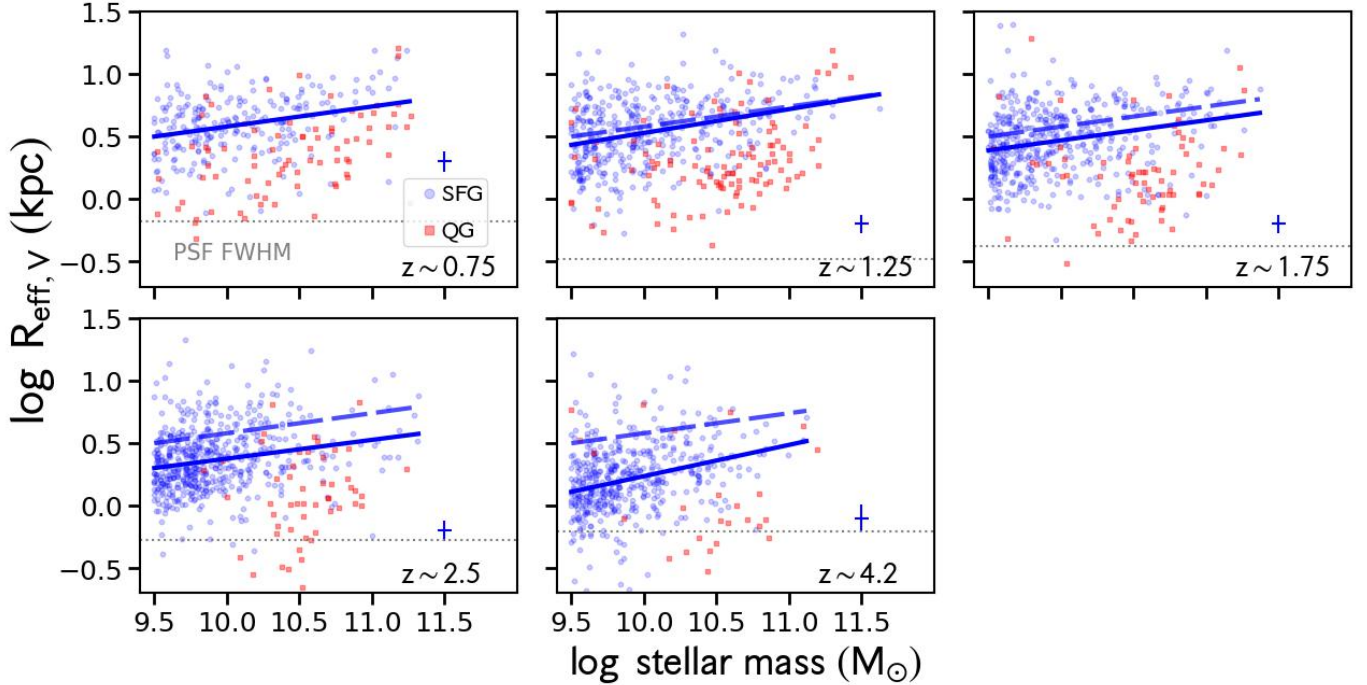 1.5
1.0
0.5
0.0
−0.5
SFG
QG
PSF FWHM
z∼0.75
z∼1.25
z∼1.75
log R_eff, V (kpc)
1.5
1.0
0.5
0.0
−0.5
z∼2.5
z∼4.2
9.5 10.0 10.5 11.0 11.5
9.5 10.0 10.5 11.0 11.5
log stellar mass (M_⊙)